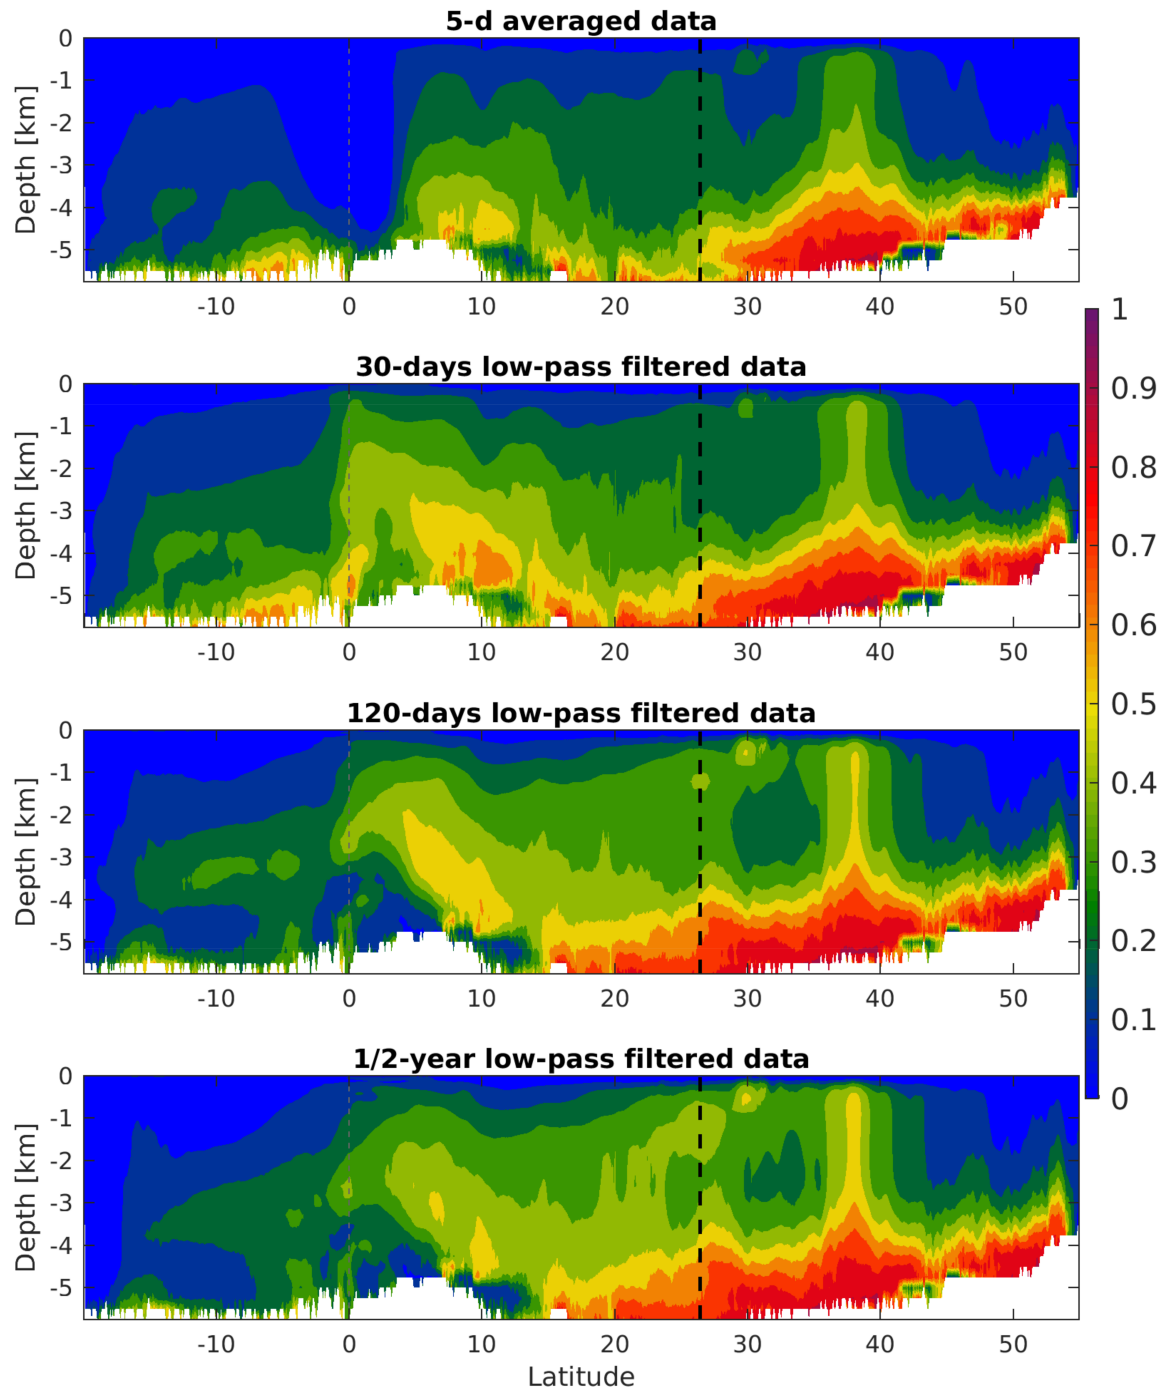 5-d averaged data
0
-1
-2
-3
-4
-5
Depth [km]
-10 0 10 20 30 40 50
30-days low-pass filtered data
0
-1
-2
-3
-4
-5
Depth [km]
-10 0 10 20 30 40 50
120-days low-pass filtered data
0
-1
-2
-3
-4
-5
Depth [km]
-10 0 10 20 30 40 50
1/2-year low-pass filtered data
0
-1
-2
-3
-4
-5
Depth [km]
-10 0 10 20 30 40 50
Latitude
1
0.9
0.8
0.7
0.6
0.5
0.4
0.3
0.2
0.1
0